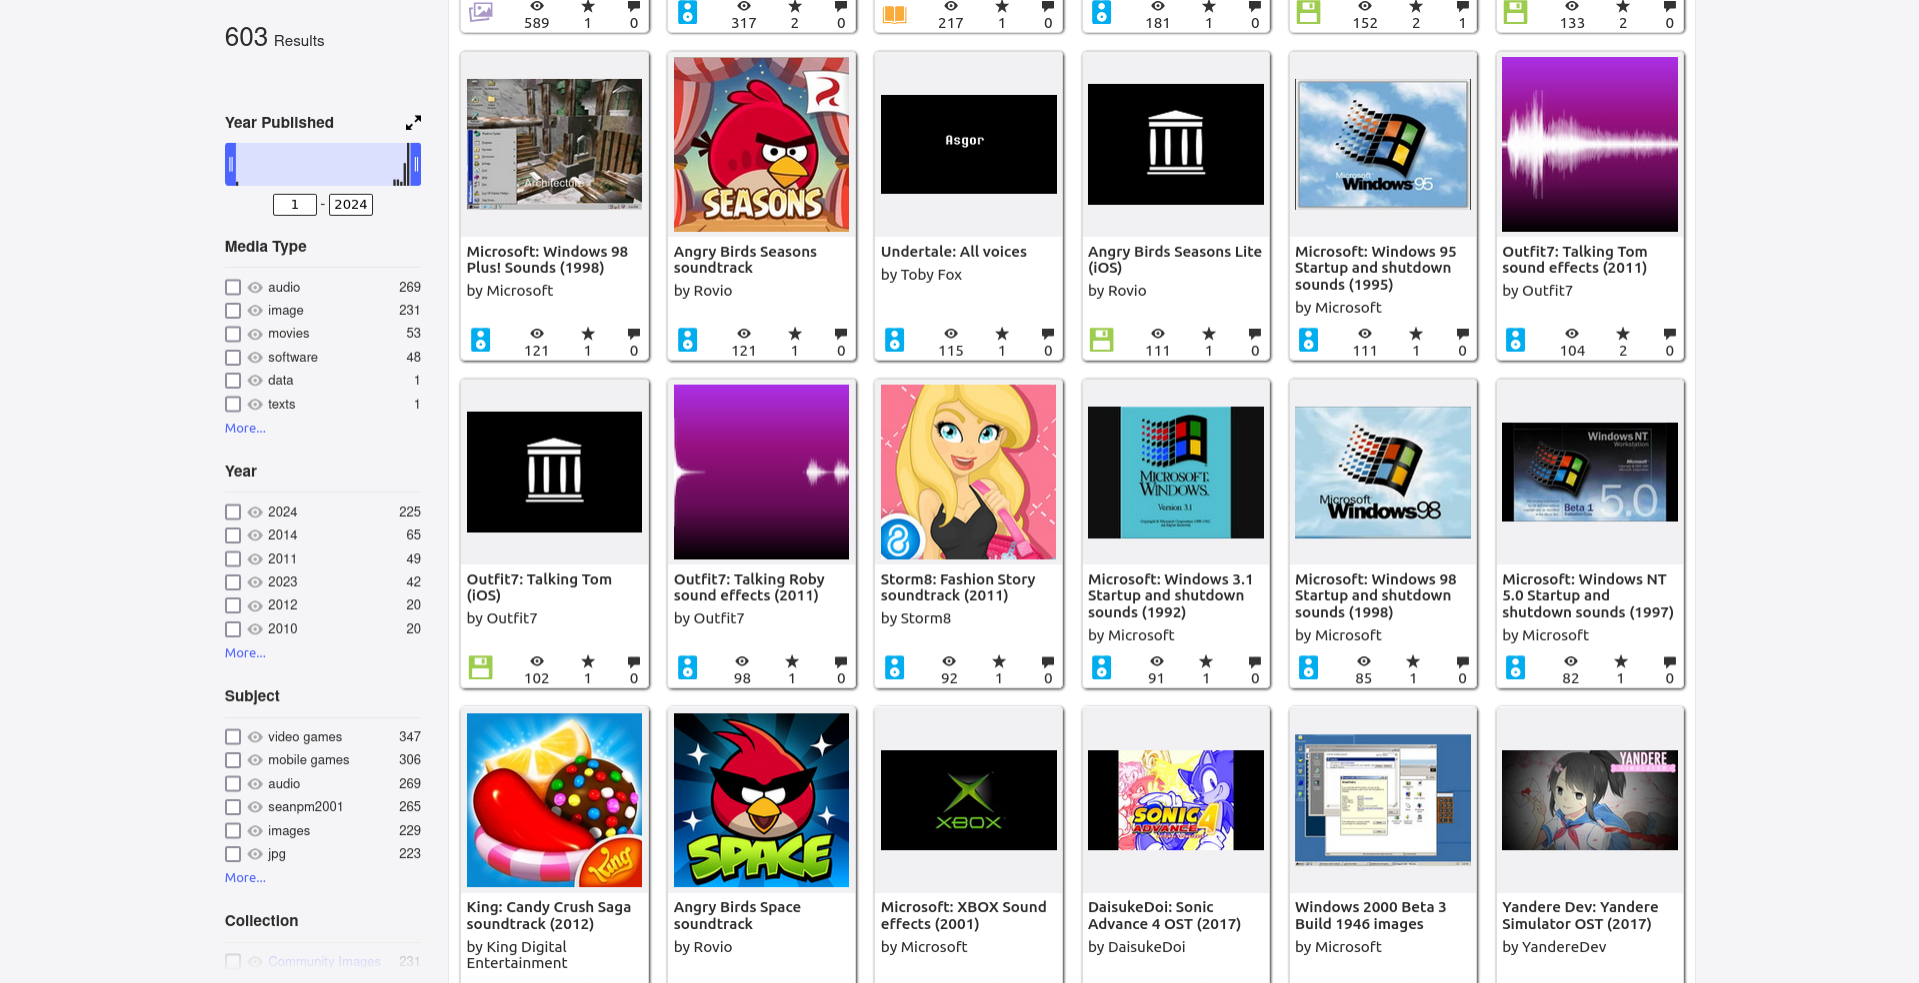 589 1 0
317 2 0
217 1 0
181 1 0
152 2 1
133 2 0
603 Results
Year Published
1 - 2024
Media Type
audio 269
image 231
movies 53
software 48
data 1
texts 1
More...
Year
2024 225
2014 65
2011 49
2023 42
2012 20
2010 20
More...
Subject
video games 347
mobile games 306
audio 269
seanpm2001 265
images 229
jpg 223
More...
Collection
Community Images 231
Architecture
Microsoft: Windows 98
Plus! Sounds (1998)
by Microsoft
121 1 0
SEASONS
Angry Birds Seasons
soundtrack
by Rovio
121 1 0
Asgor
Undertale: All voices
by Toby Fox
115 1 0
Angry Birds Seasons Lite
(iOS)
by Rovio
111 1 0
Microsoft
Windows 95
Microsoft: Windows 95
Startup and shutdown
sounds (1995)
by Microsoft
111 1 0
Outfit7: Talking Tom
sound effects (2011)
by Outfit7
104 2 0
Outfit7: Talking Tom
(iOS)
by Outfit7
102 1 0
Outfit7: Talking Roby
sound effects (2011)
by Outfit7
98 1 0
Storm8: Fashion Story
soundtrack (2011)
by Storm8
92 1 0
MICROSOFT.
WINDOWS.
Version 3.1
Microsoft: Windows 3.1
Startup and shutdown
sounds (1992)
by Microsoft
91 1 0
Microsoft
Windows98
Microsoft: Windows 98
Startup and shutdown
sounds (1998)
by Microsoft
85 1 0
Windows NT
Workstation
Microsoft
5.0
Beta 1
Microsoft: Windows NT
5.0 Startup and
shutdown sounds (1997)
by Microsoft
82 1 0
King
King: Candy Crush Saga
soundtrack (2012)
by King Digital
Entertainment
SPACE
Angry Birds Space
soundtrack
by Rovio
XBOX
Microsoft: XBOX Sound
effects (2001)
by Microsoft
SONIC
ADVANCE 4
DaisukeDoi: Sonic
Advance 4 OST (2017)
by DaisukeDoi
Windows 2000 Beta 3
Build 1946 images
by Microsoft
YANDERE
SIMULATOR
Yandere Dev: Yandere
Simulator OST (2017)
by YandereDev